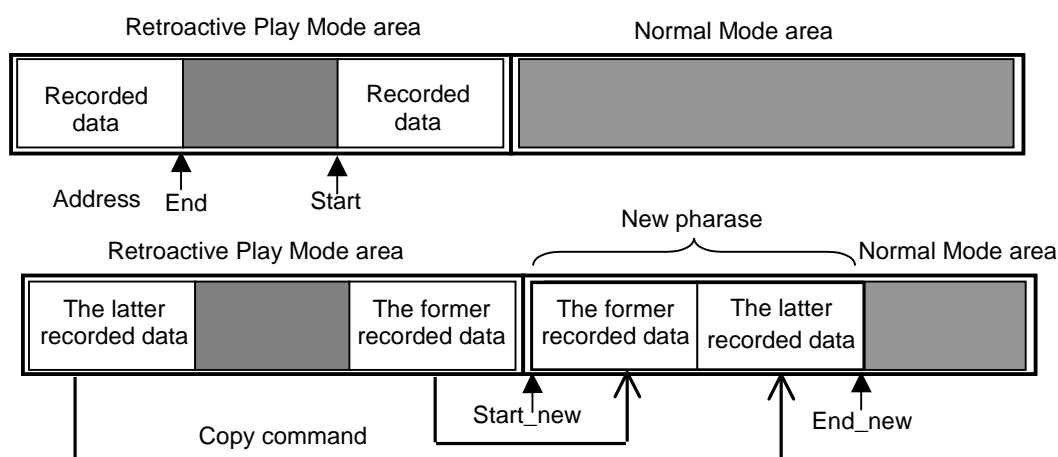 Retroactive Play Mode area
Normal Mode area
Recorded
data
Recorded
data
Address
End
Start
New pharase
Retroactive Play Mode area
Normal Mode area
The latter
recorded data
The former
recorded data
The former
recorded data
The latter
recorded data
Start_new
End_new
Copy command